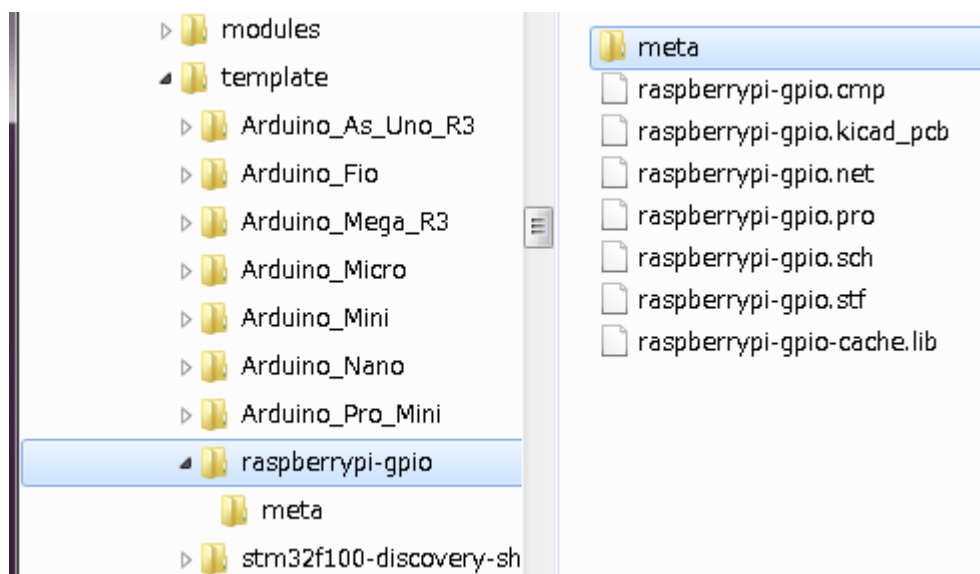 modules
template
Arduino_As_Uno_R3
Arduino_Fio
Arduino_Mega_R3
Arduino_Micro
Arduino_Mini
Arduino_Nano
Arduino_Pro_Mini
raspberrypi-gpio
meta
stm32f100-discovery-sh
meta
raspberrypi-gpio.cmp
raspberrypi-gpio.kicad_pcb
raspberrypi-gpio.net
raspberrypi-gpio.pro
raspberrypi-gpio.sch
raspberrypi-gpio.stf
raspberrypi-gpio-cache.lib